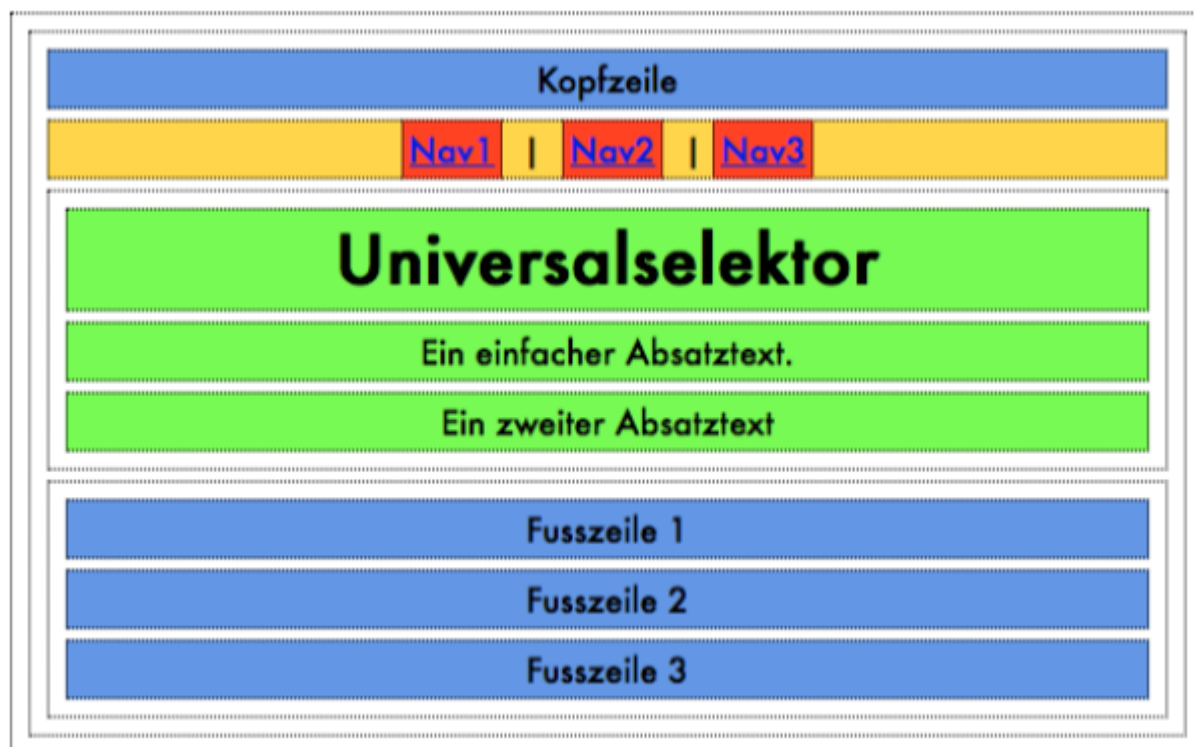 Kopfzeile
Nav1 | Nav2 | Nav3
Universalselektor
Ein einfacher Absatztext.
Ein zweiter Absatztext
Fusszeile 1
Fusszeile 2
Fusszeile 3